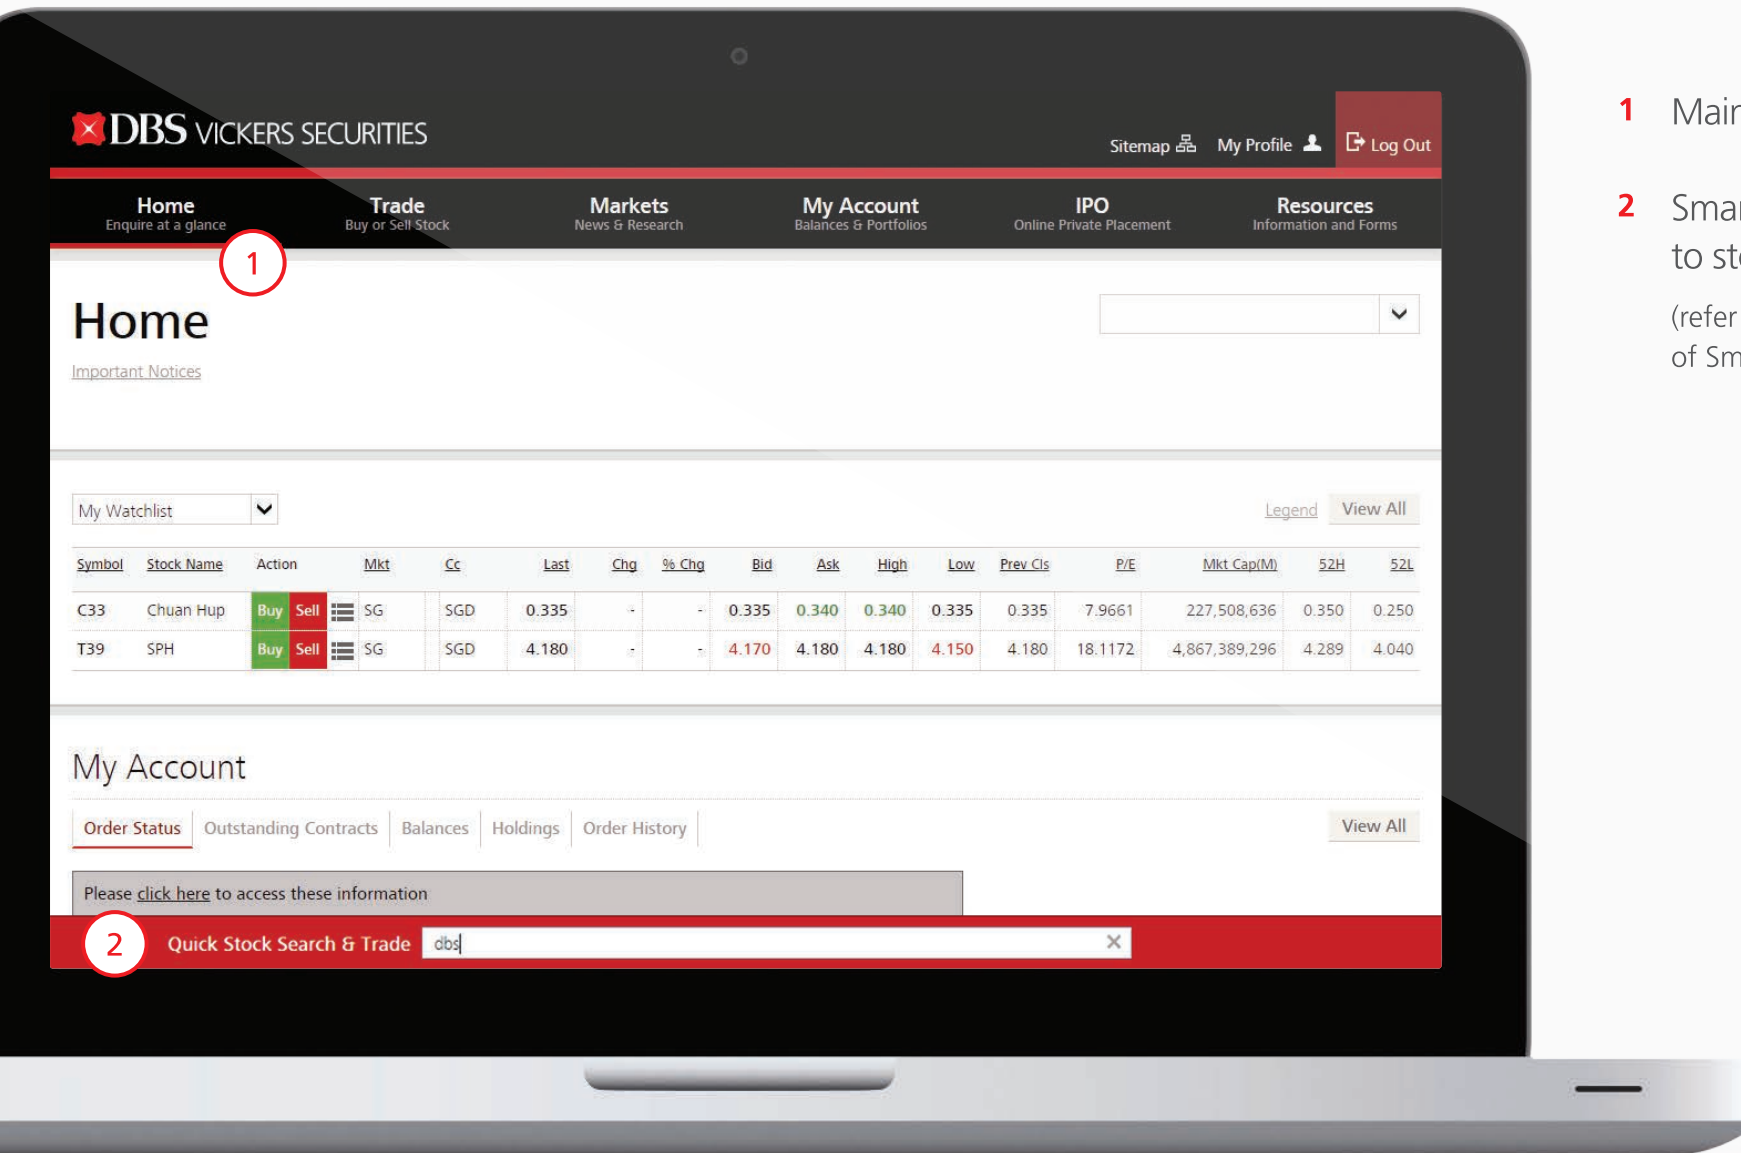 DBS VICKERS SECURITIES
Sitemap My Profile Log Out
Home Trade Markets My Account IPO Resources
Enquire at a glance Buy or Sell Stock News & Research Balances & Portfolios Online Private Placement Information and Forms
1
Home
Important Notices
My Watchlist Legend View All
Symbol Stock Name Action Mkt Cc Last Chg % Chg Bid Ask High Low Prev Cls P/E Mkt Cap(M) 52H 52L
C33 Chuan Hup Buy Sell SG SGD 0.335 - - 0.335 0.340 0.340 0.335 0.335 7.9661 227,508,636 0.350 0.250
T39 SPH Buy Sell SG SGD 4.180 - - 4.170 4.180 4.180 4.150 4.180 18.1172 4,867,389,296 4.289 4.040
My Account
Order Status Outstanding Contracts Balances Holdings Order History View All
Please click here to access these information
2 Quick Stock Search & Trade dbs
1
2
to
(refer
of